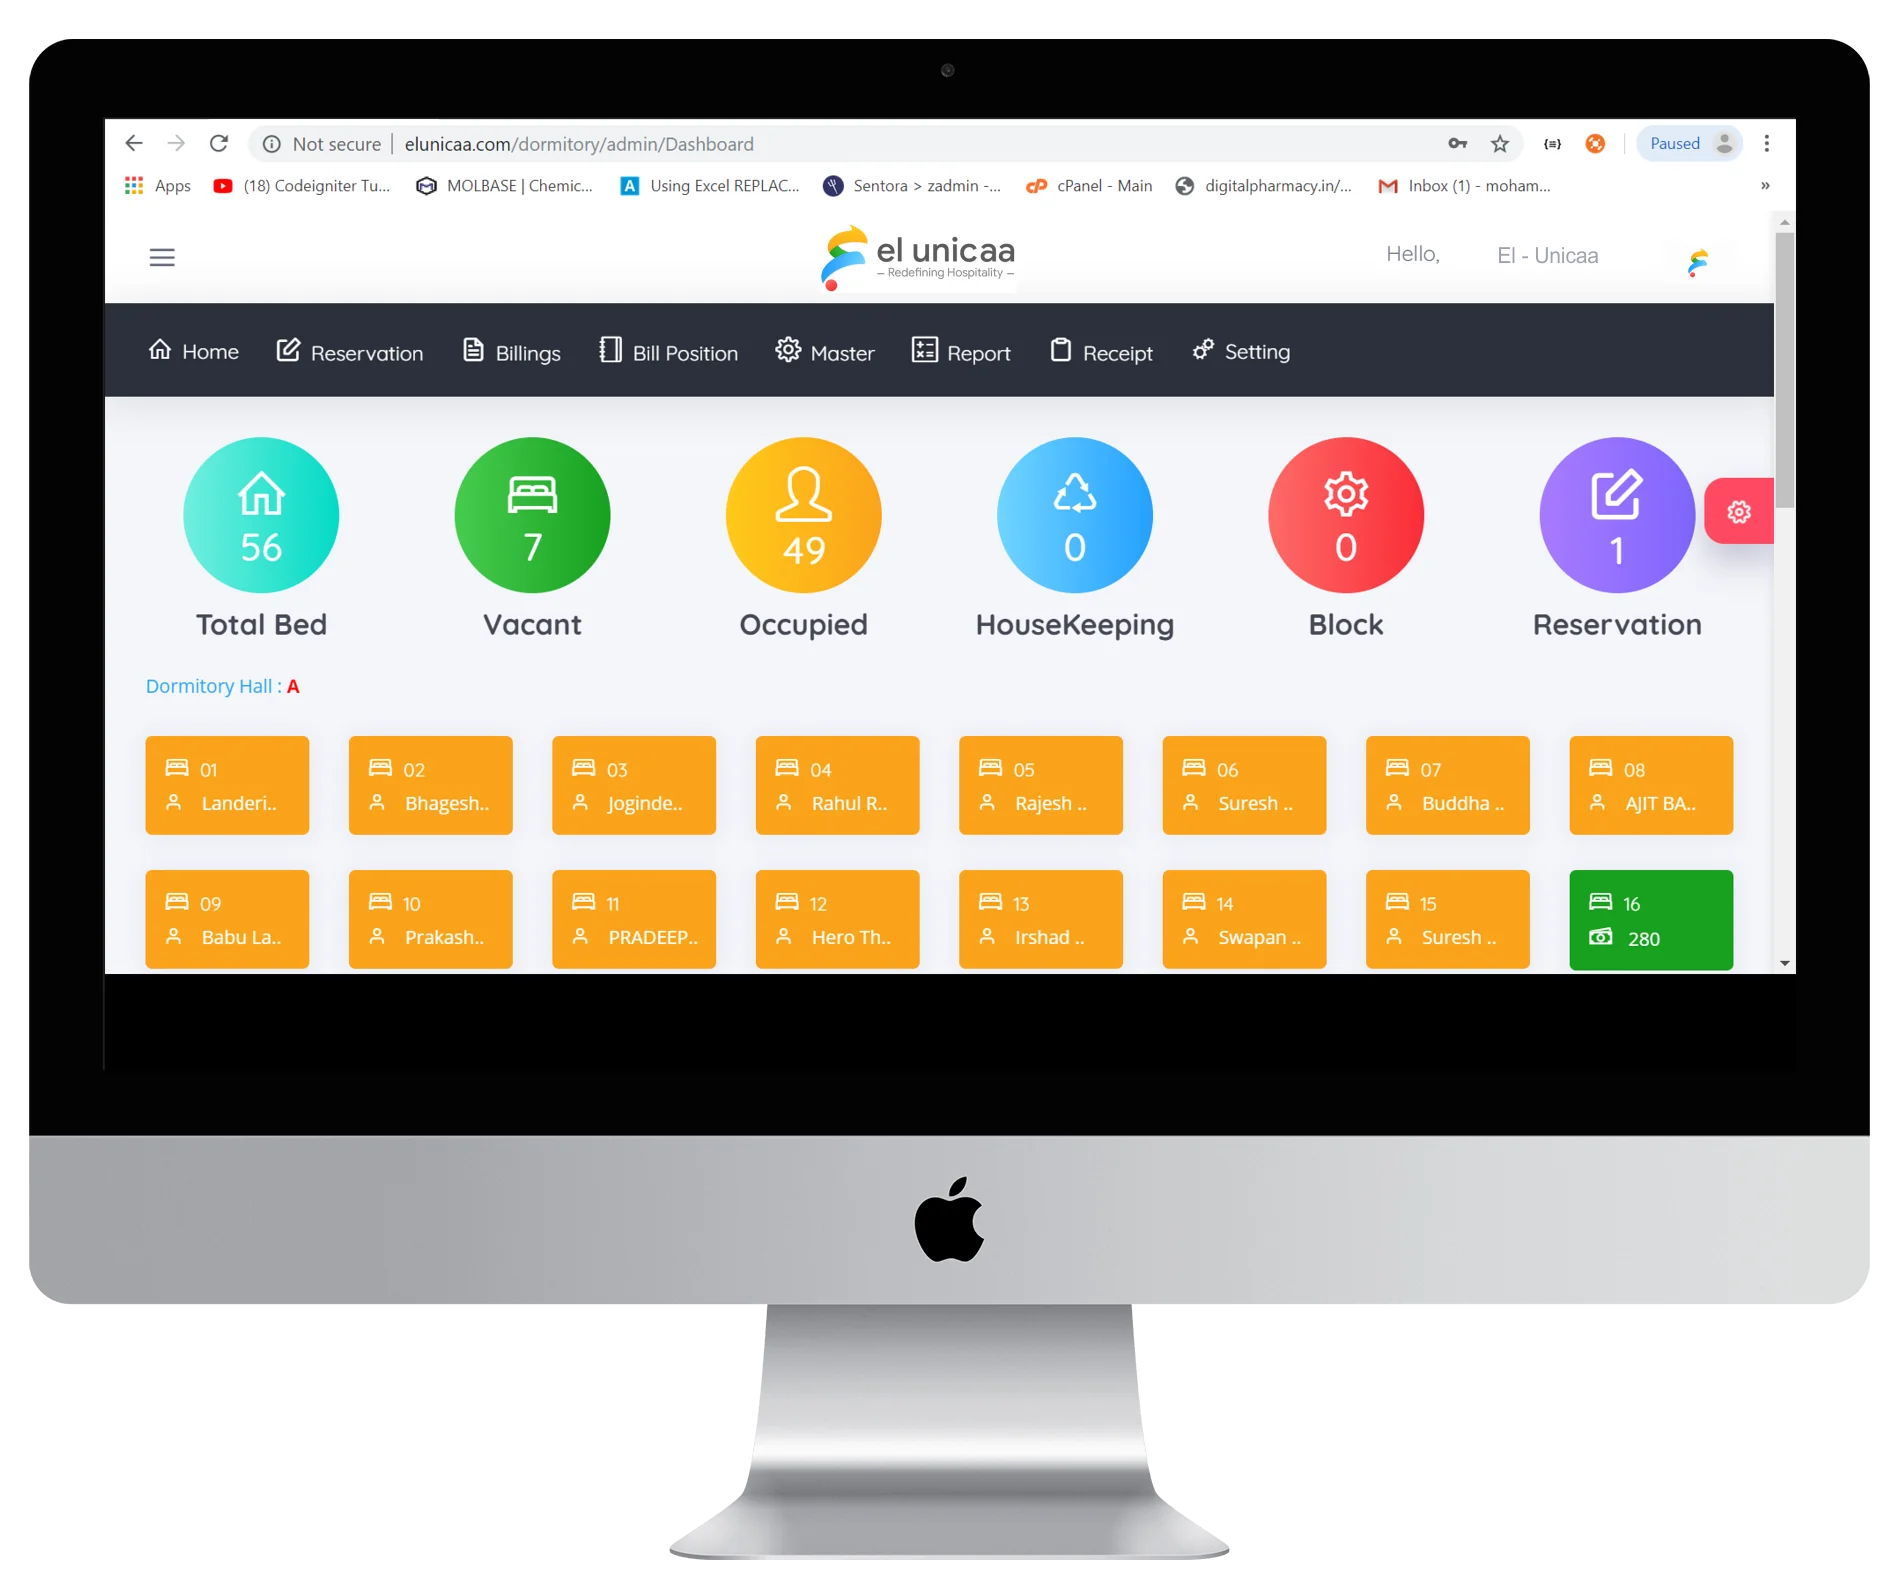 Not secure | elunicaa.com/dormitory/admin/Dashboard Paused
Apps (18) Codeigniter Tu... MOLBASE | Chemic... Using Excel REPLAC... Sentora > zadmin -... cPanel - Main digitalpharmacy.in/... Inbox (1) - moham... »
el unicaa
– Redefining Hospitality –
Hello, El - Unicaa
Home Reservation Billings Bill Position Master Report Receipt Setting
56 7 49 0 0 1
Total Bed Vacant Occupied HouseKeeping Block Reservation
Dormitory Hall : A
01 02 03 04 05 06 07 08
Landeri.. Bhagesh.. Joginde.. Rahul R.. Rajesh .. Suresh .. Buddha .. AJIT BA..
09 10 11 12 13 14 15 16
Babu La.. Prakash.. PRADEEP.. Hero Th.. Irshad .. Swapan .. Suresh .. 280